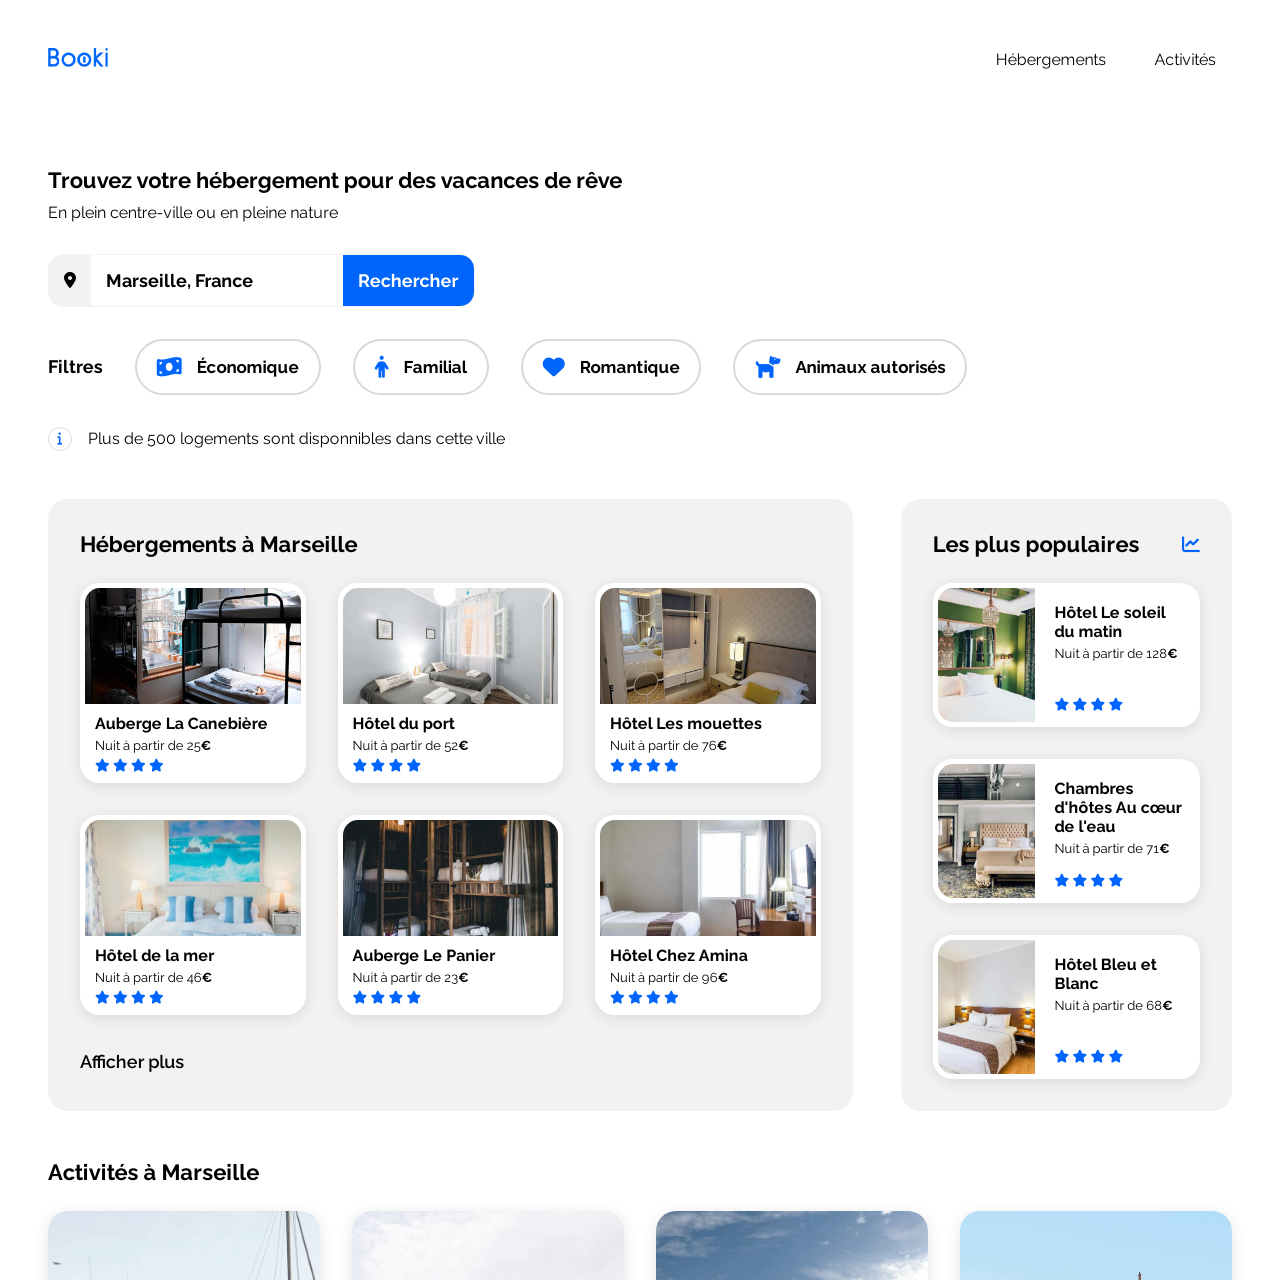 Booki
Hébergements
Activités
Trouvez votre hébergement pour des vacances de rêve
En plein centre-ville ou en pleine nature
Marseille, France
Rechercher
Filtres
Économique
Familial
Romantique
Animaux autorisés
Plus de 500 logements sont disponnibles dans cette ville
Hébergements à Marseille
Auberge La Canebière
Nuit à partir de 25€
Hôtel du port
Nuit à partir de 52€
Hôtel Les mouettes
Nuit à partir de 76€
Hôtel de la mer
Nuit à partir de 46€
Auberge Le Panier
Nuit à partir de 23€
Hôtel Chez Amina
Nuit à partir de 96€
Afficher plus
Les plus populaires
Hôtel Le soleil
du matin
Nuit à partir de 128€
Chambres
d'hôtes Au cœur
de l'eau
Nuit à partir de 71€
Hôtel Bleu et
Blanc
Nuit à partir de 68€
Activités à Marseille